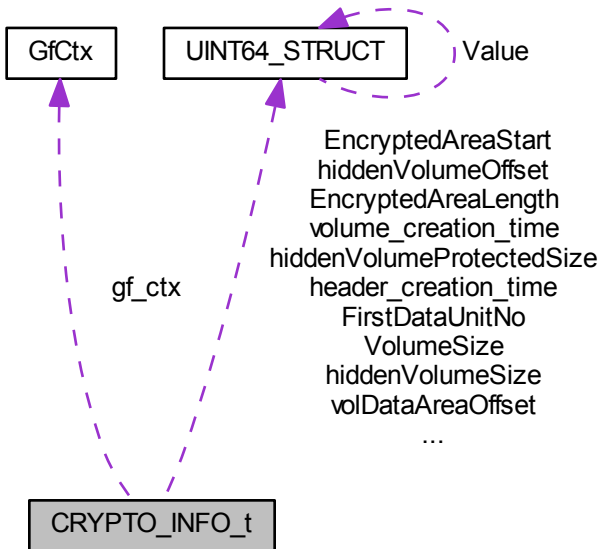 GfCtx
UINT64_STRUCT
Value
EncryptedAreaStart
hiddenVolumeOffset
EncryptedAreaLength
volume_creation_time
hiddenVolumeProtectedSize
header_creation_time
FirstDataUnitNo
VolumeSize
hiddenVolumeSize
volDataAreaOffset
...
gf_ctx
CRYPTO_INFO_t